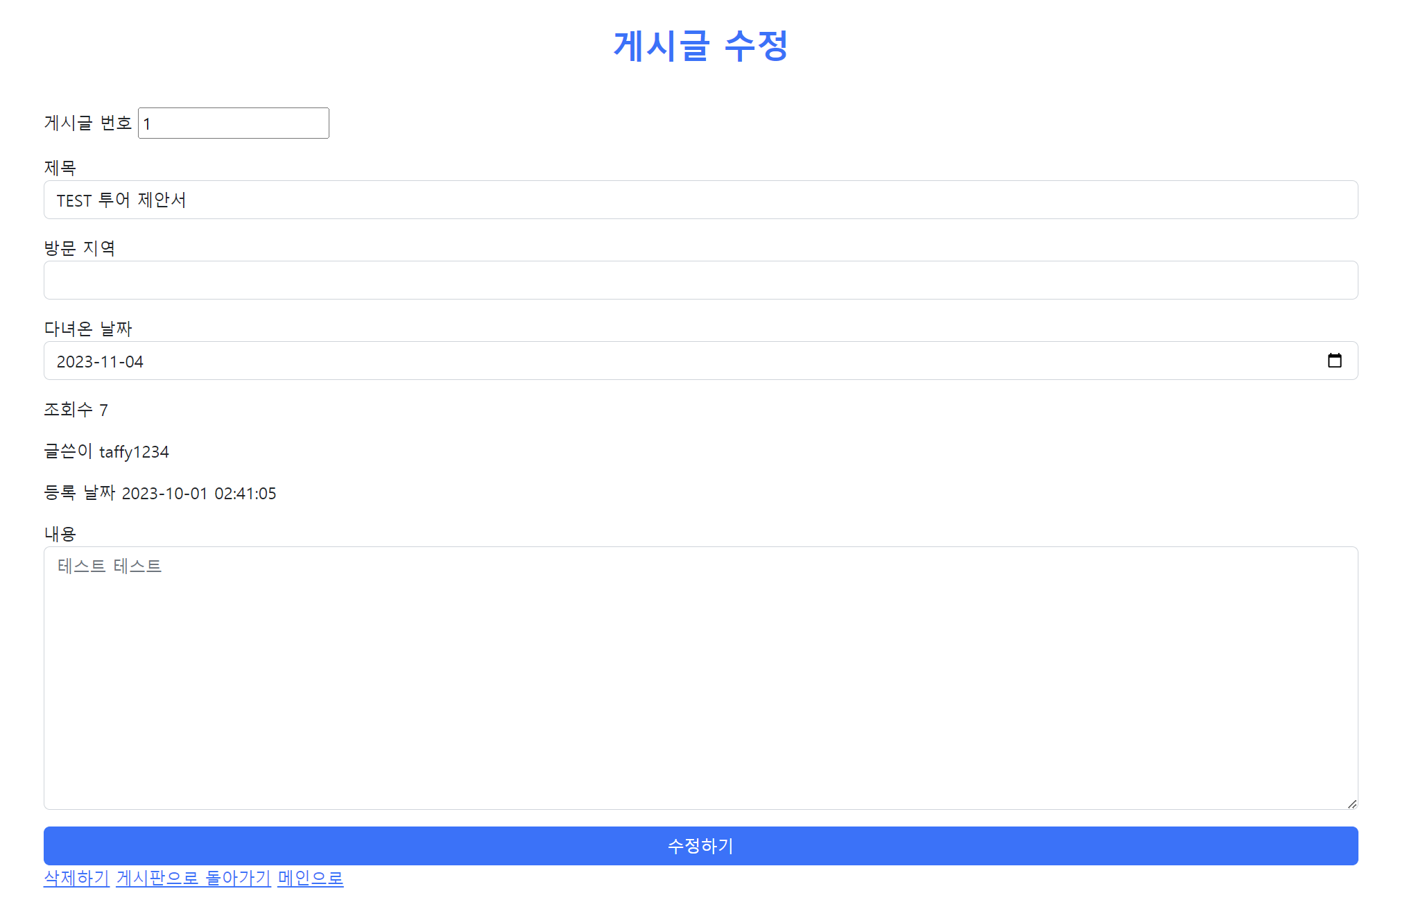 게시글 수정
게시글 번호 1
제목
TEST 투어 제안서
방문 지역
다녀온 날짜
2023-11-04
조회수 7
글쓴이 taffy1234
등록 날짜 2023-10-01 02:41:05
내용
테스트 테스트
수정하기
삭제하기 게시판으로 돌아가기 메인으로